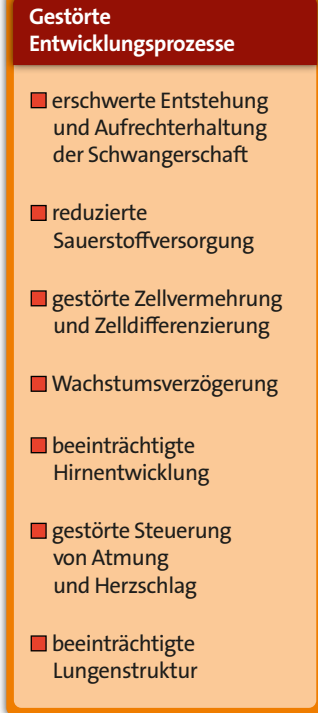 Gestörte
Entwicklungsprozesse
erschwerte Entstehung
und Aufrechterhaltung
der Schwangerschaft
reduzierte
Sauerstoffversorgung
gestörte Zellvermehrung
und Zelldifferenzierung
Wachstumsverzögerung
beeinträchtigte
Hirnentwicklung
gestörte Steuerung
von Atmung
und Herzschlag
beeinträchtigte
Lungenstruktur